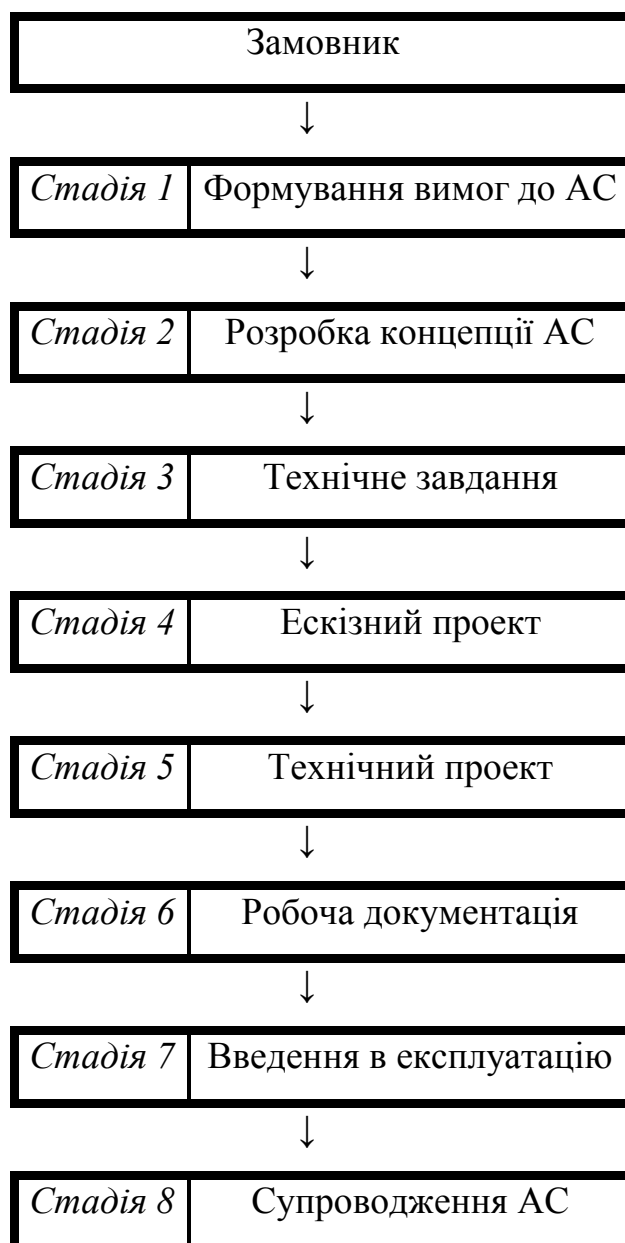 Замовник
↓
Стадія 1 Формування вимог до АС
↓
Стадія 2 Розробка концепції АС
↓
Стадія 3 Технічне завдання
↓
Стадія 4 Ескізний проект
↓
Стадія 5 Технічний проект
↓
Стадія 6 Робоча документація
↓
Стадія 7 Введення в експлуатацію
↓
Стадія 8 Супроводження АС